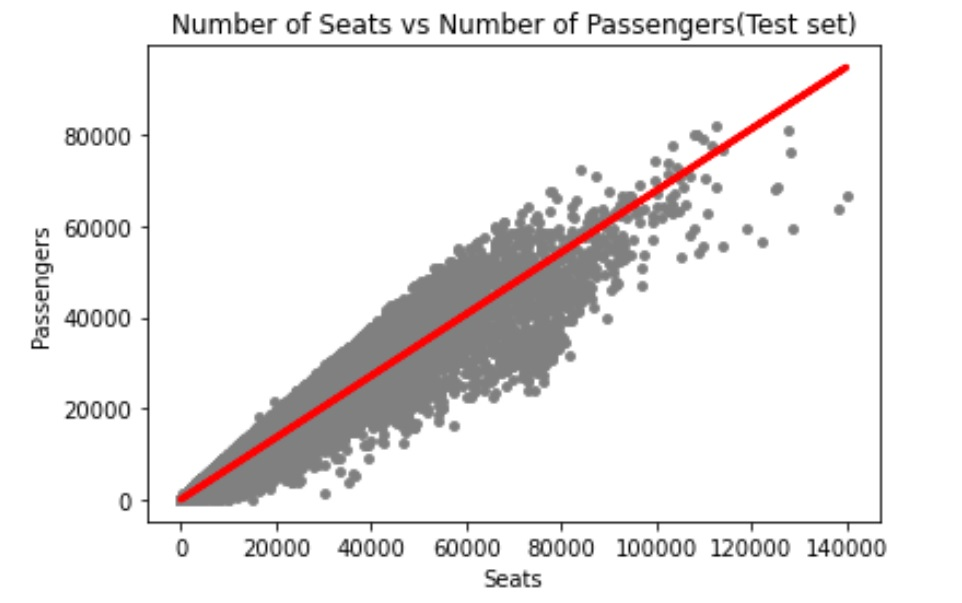 Number of Seats vs Number of Passengers(Test set)
80000
60000
40000
20000
0
Passengers
0 20000 40000 60000 80000 100000 120000 140000
Seats